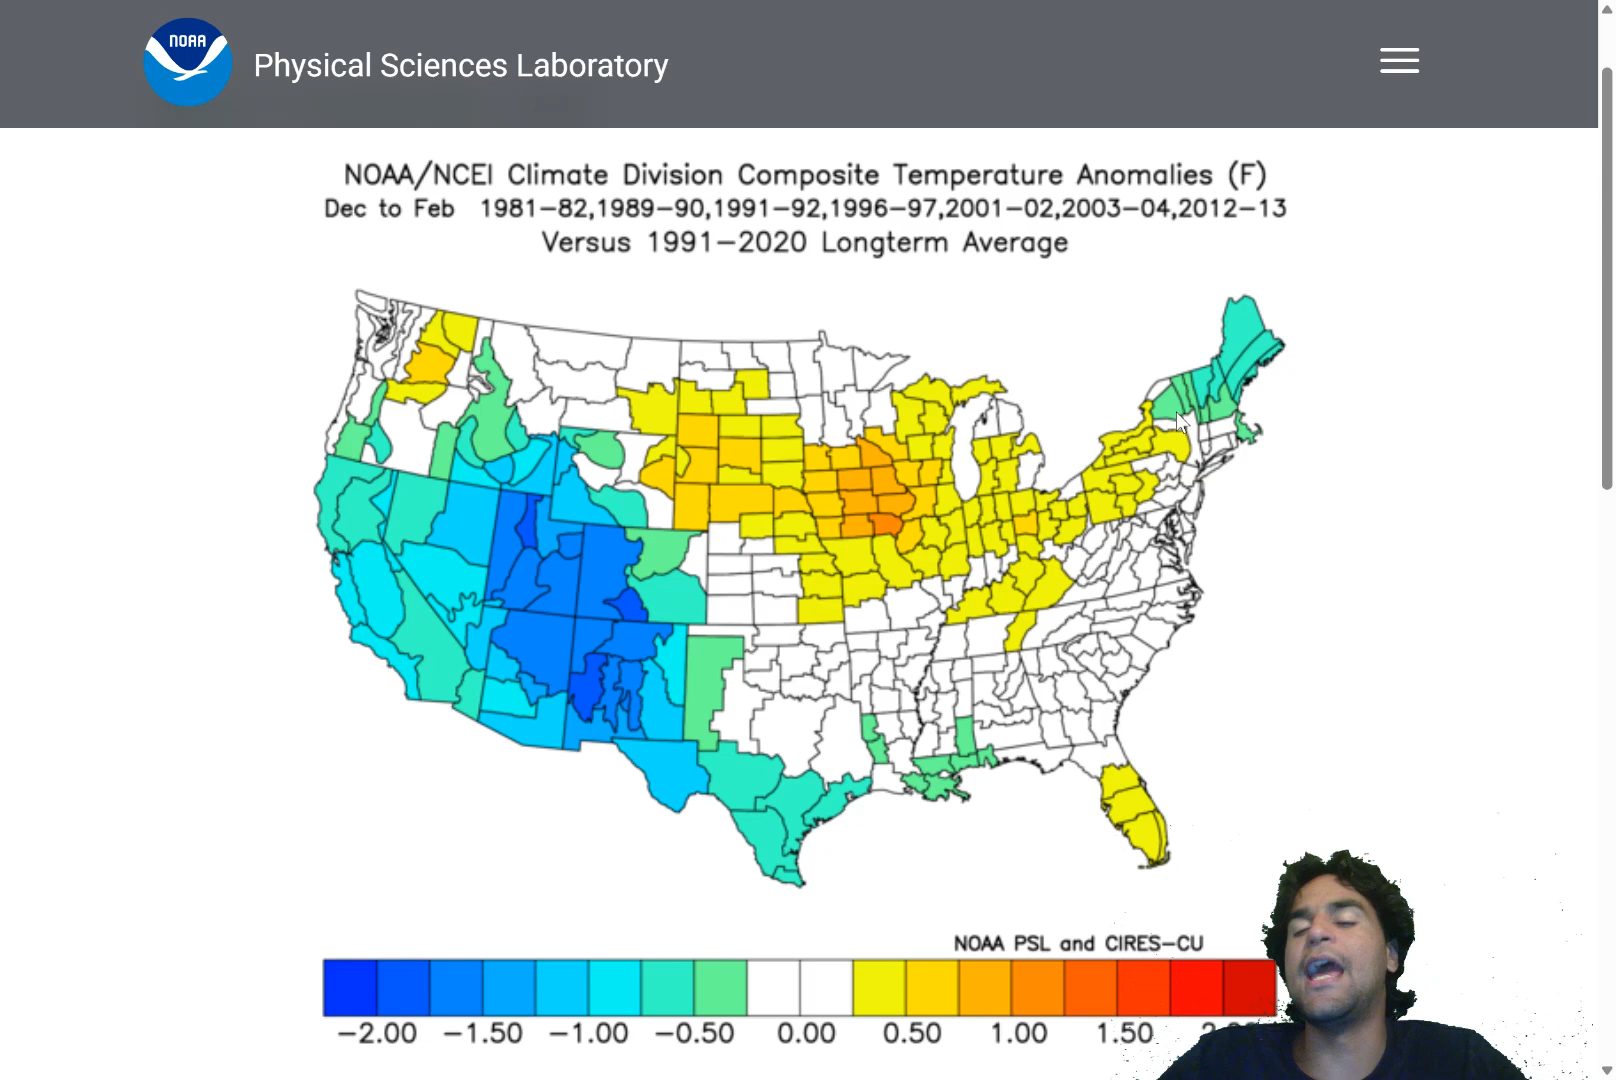 NOAA
Physical Sciences Laboratory
NOAA/NCEI Climate Division Composite Temperature Anomalies (F)
Dec to Feb 1981-82,1989-90,1991-92,1996-97,2001-02,2003-04,2012-13
Versus 1991-2020 Longterm Average
NOAA PSL and CIRES-CU
-2.00 -1.50 -1.00 -0.50 0.00 0.50 1.00 1.50